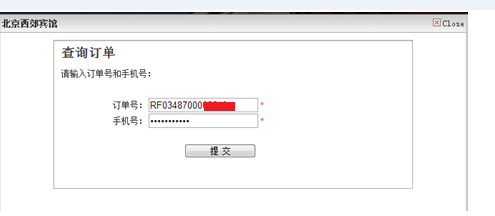 北京西郊宾馆
Close
查询订单
请输入订单号和手机号：
订单号： RF03487000 *
手机号： ••••••••••• *
提 交